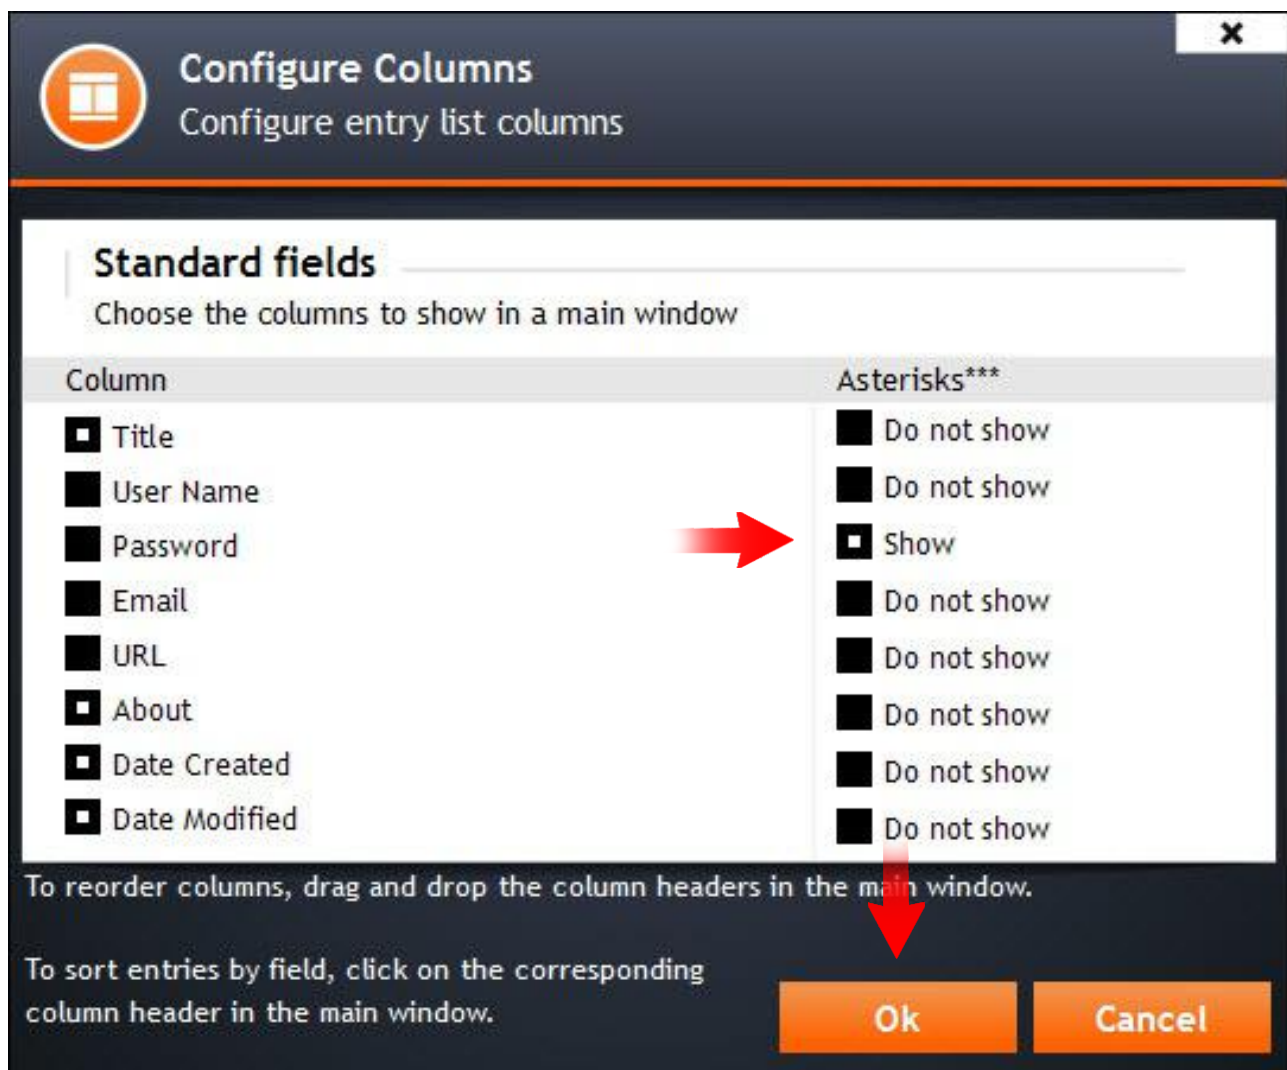 Configure Columns
Configure entry list columns
Standard fields
Choose the columns to show in a main window
Column Asterisks***
Title Do not show
User Name Do not show
Password Show
Email Do not show
URL Do not show
About Do not show
Date Created Do not show
Date Modified Do not show
To reorder columns, drag and drop the column headers in the main window.
To sort entries by field, click on the corresponding
column header in the main window.
Ok Cancel